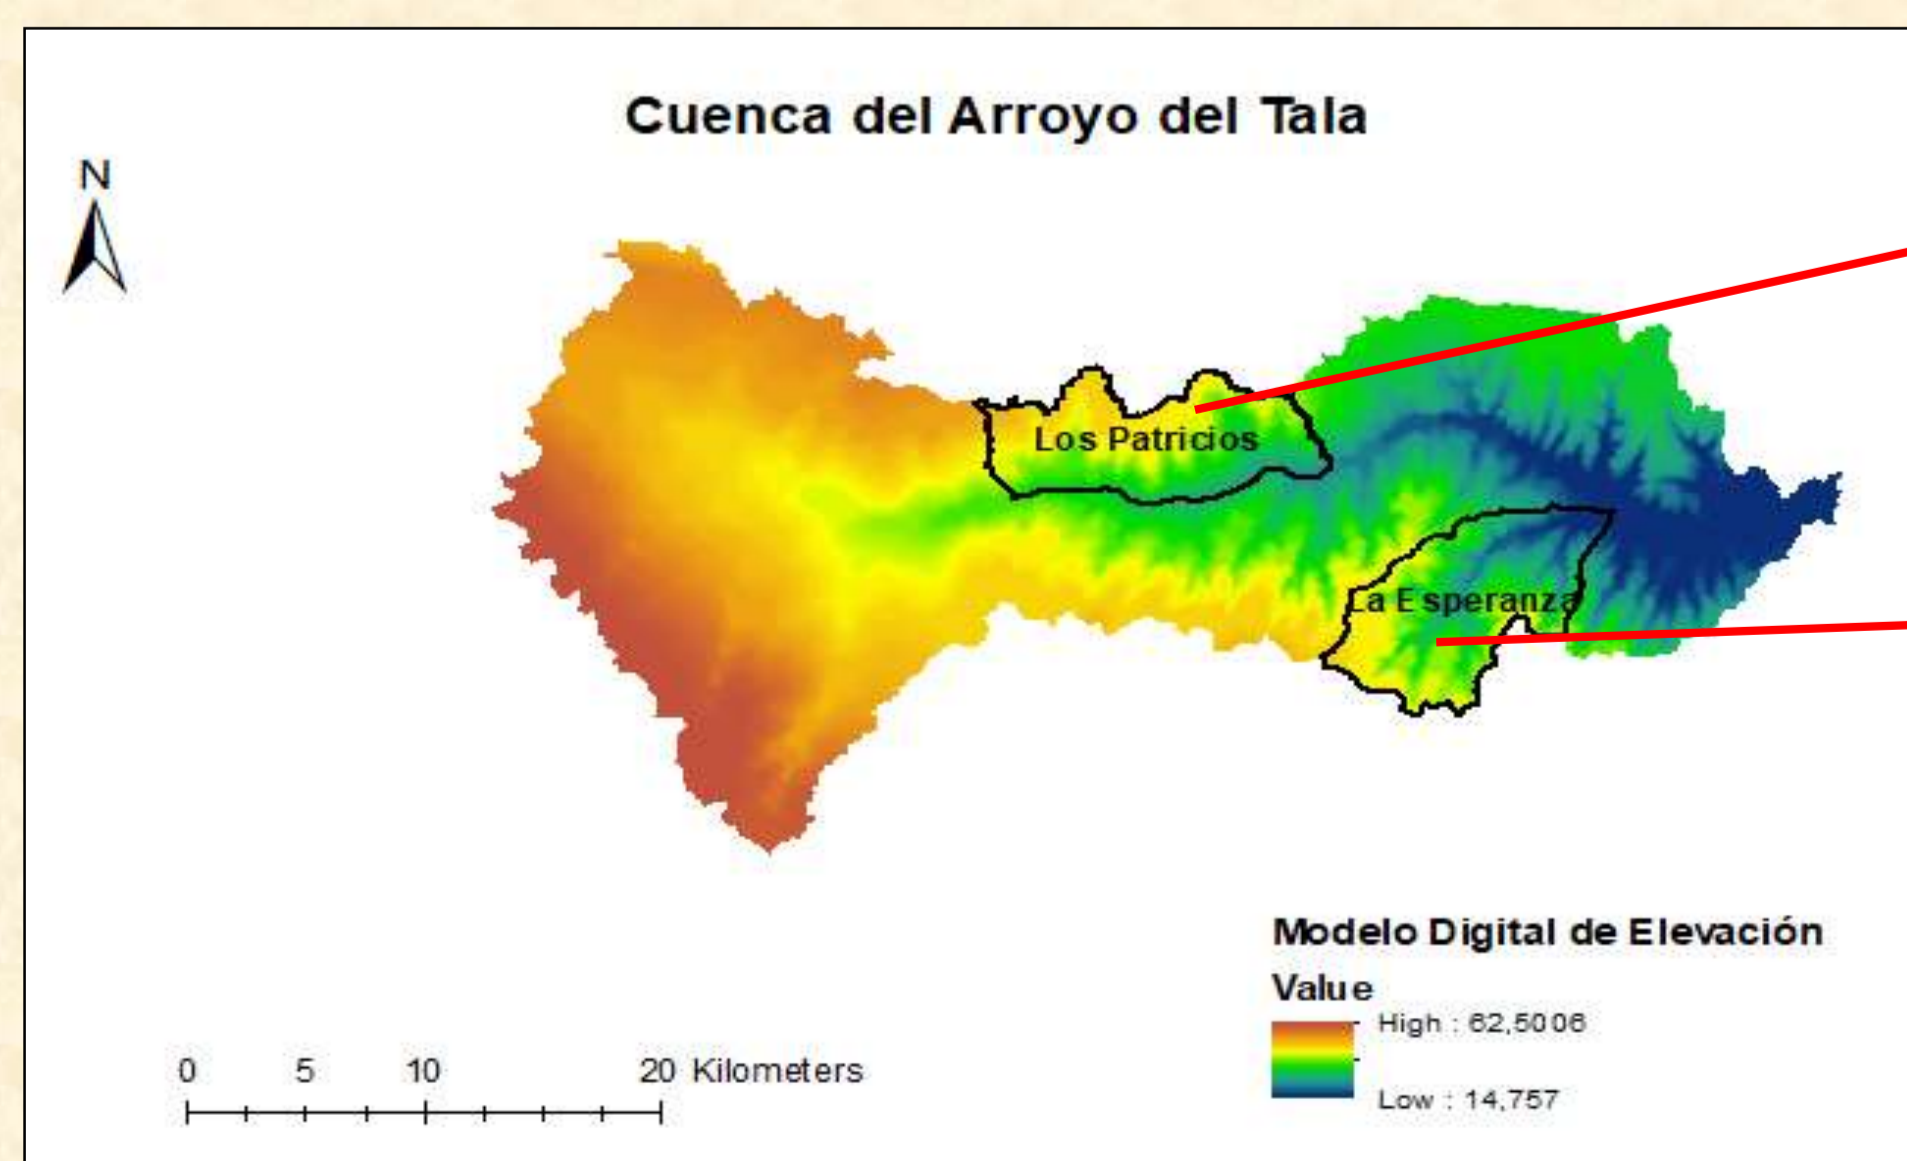 Cuenca del Arroyo del Tala
N
Los Patricios
La Esperanza
Modelo Digital de Elevación
Value
High : 62,5006
Low : 14,757
0 5 10 20 Kilometers